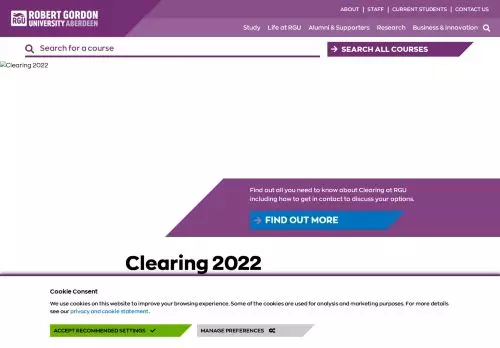 ROBERT GORDON
UNIVERSITY ABERDEEN
RGU
ABOUT | STAFF | CURRENT STUDENTS | CONTACT US
Study Life at RGU Alumni & Supporters Research Business & Innovation
Search for a course
SEARCH ALL COURSES
Clearing 2022
Find out all you need to know about Clearing at RGU
including how to get in contact to discuss your options.
FIND OUT MORE
Clearing 2022
Cookie Consent
We use cookies on this website to improve your browsing experience. Some of the cookies are used for analysis and marketing purposes. For more details
see our privacy and cookie statement.
ACCEPT RECOMMENDED SETTINGS
MANAGE PREFERENCES